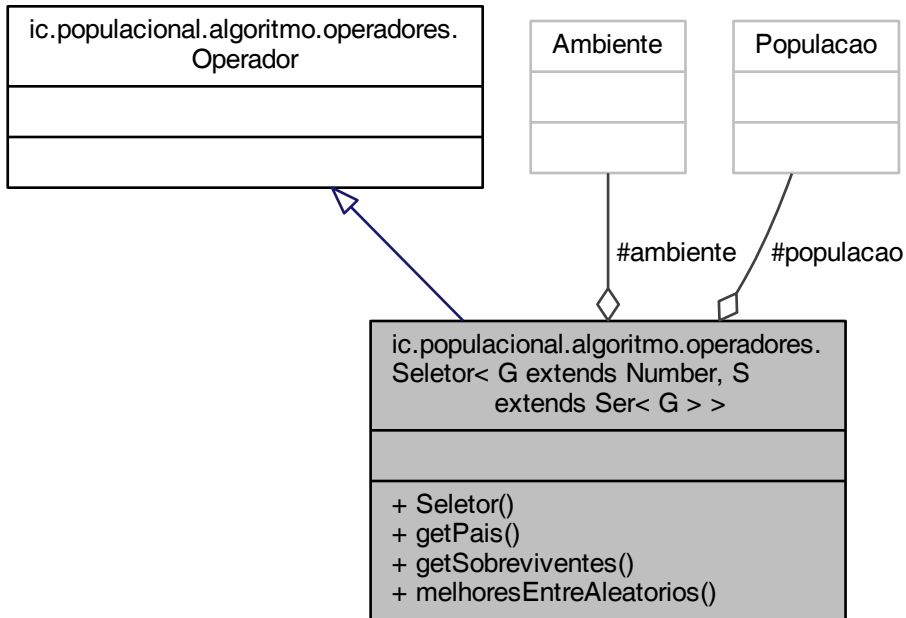 ic.populacional.algoritmo.operadores.
Operador
Ambiente
Populacao
#ambiente
#populacao
ic.populacional.algoritmo.operadores.
Seletor< G extends Number, S
extends Ser< G > >
+ Seletor()
+ getPais()
+ getSobreviventes()
+ melhoresEntreAleatorios()